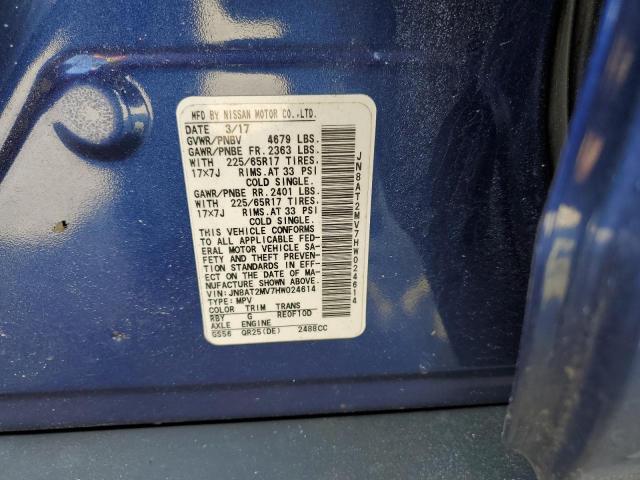 MFD BY NISSAN MOTOR CO.,LTD.
DATE 3/17
GVWR/PNBV 4679 LBS.
GAWR/PNBE FR. 2363 LBS.
WITH 225/65R17 TIRES.
17X7J RIMS.AT 33 PSI
COLD SINGLE.
GAWR/PNBE RR. 2401 LBS.
WITH 225/65R17 TIRES.
17X7J RIMS.AT 33 PSI
COLD SINGLE.
THIS VEHICLE CONFORMS
TO ALL APPLICABLE FED-
ERAL MOTOR VEHICLE SA-
FETY AND THEFT PREVEN-
TION STANDARDS IN EFF-
ECT ON THE DATE OF MA-
NUFACTURE SHOWN ABOVE.
VIN: JN8AT2MV7HW024614
TYPE: MPV
COLOR TRIM TRANS
RBY G RE0F10D
AXLE ENGINE
GS56 QR25(DE) 2488CC
JN8AT2MV7HW024614